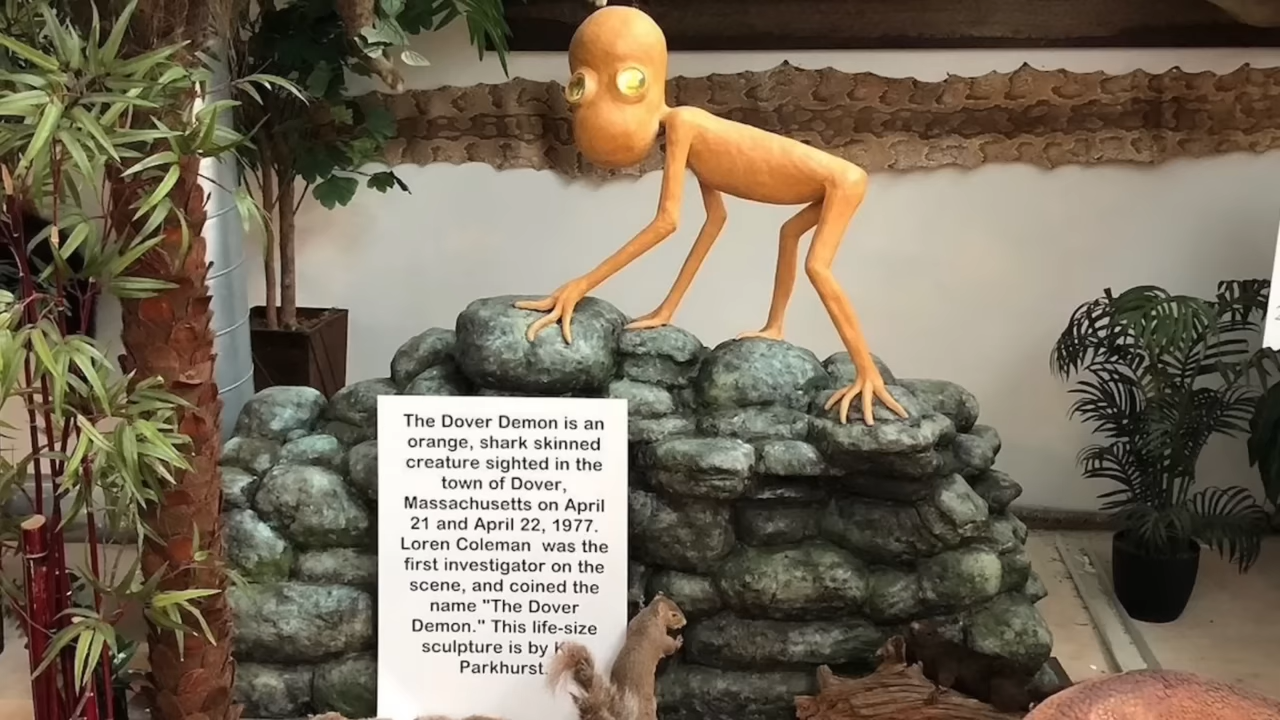 The Dover Demon is an
orange, shark skinned
creature sighted in the
town of Dover,
Massachusetts on April
21 and April 22, 1977.
Loren Coleman was the
first investigator on the
scene, and coined the
name "The Dover
Demon." This life-size
sculpture is by
Parkhurst.